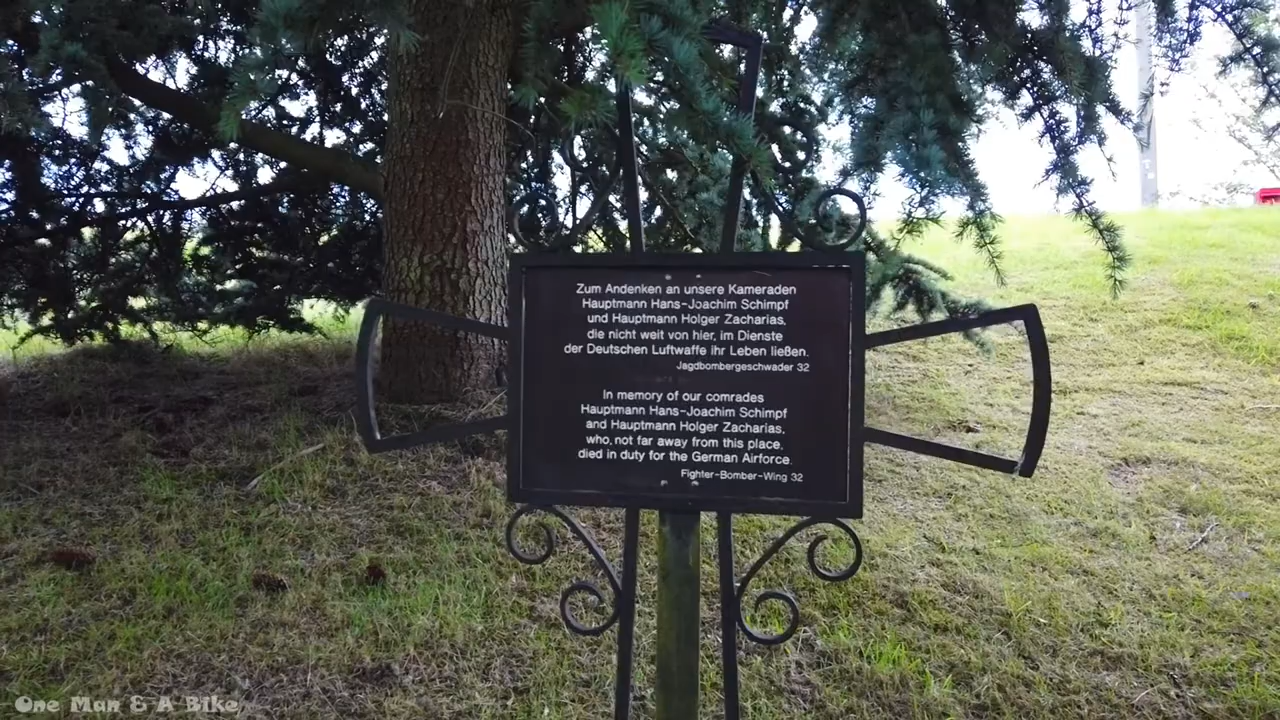 Zum Andenken an unsere Kameraden
Hauptmann Hans-Joachim Schimpf
und Hauptmann Holger Zacharias,
die nicht weit von hier, im Dienste
der Deutschen Luftwaffe ihr Leben ließen.
Jagdbombergeschwader 32
In memory of our comrades
Hauptmann Hans-Joachim Schimpf
and Hauptmann Holger Zacharias,
who, not far away from this place,
died in duty for the German Airforce.
Fighter-Bomber-Wing 32
One Man & A Bike